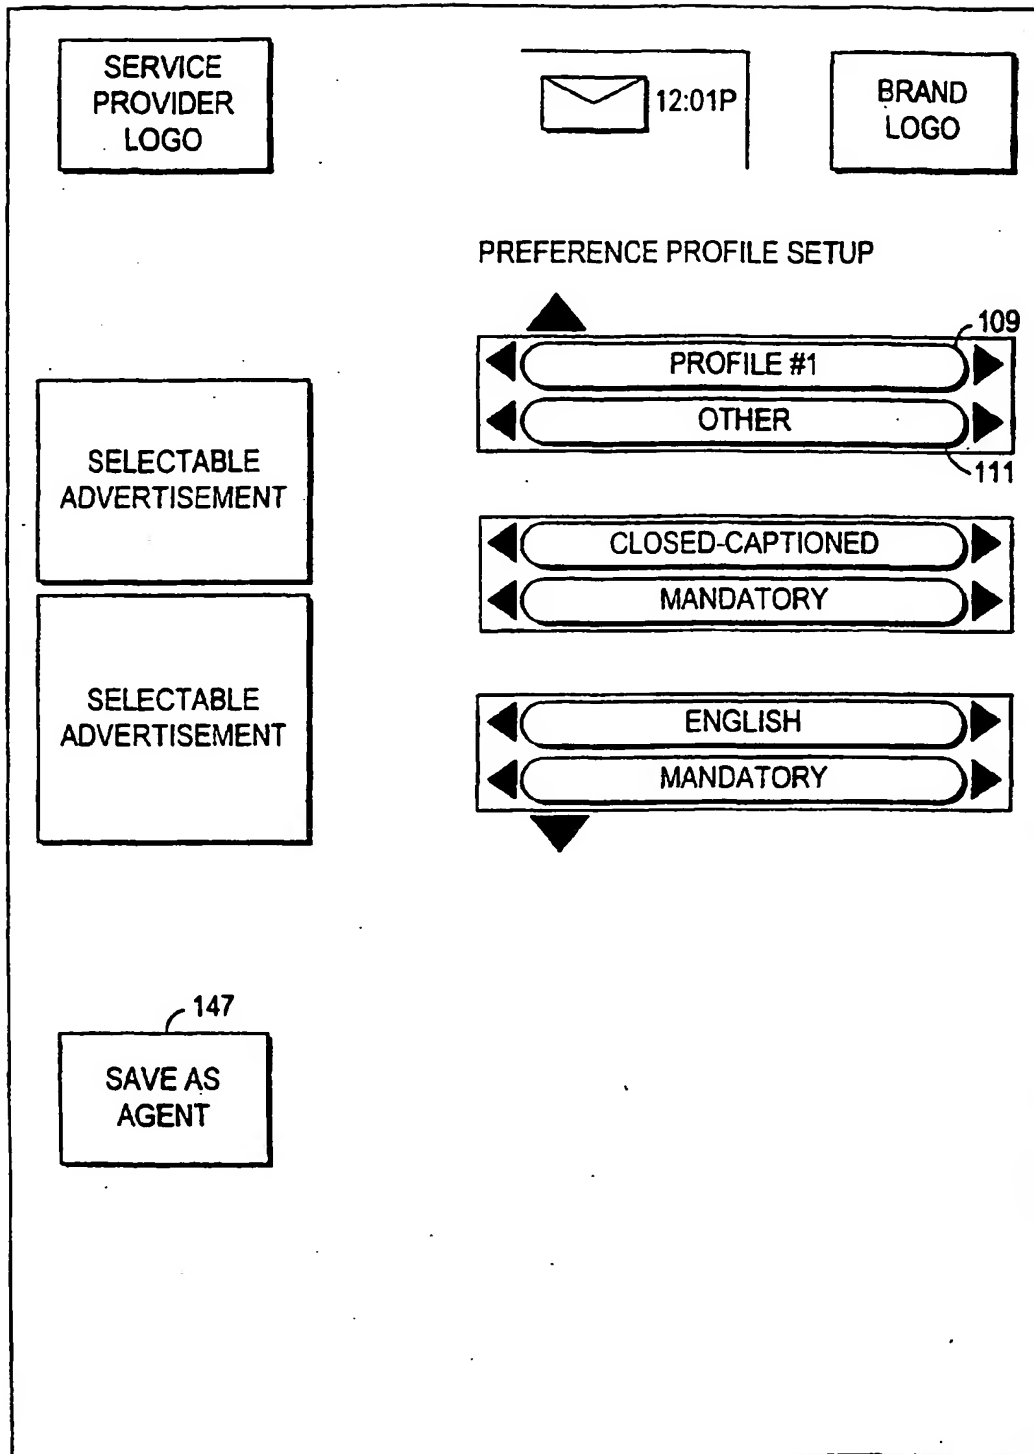 SERVICE
PROVIDER
LOGO
12:01P
BRAND
LOGO
PREFERENCE PROFILE SETUP
109
PROFILE #1
OTHER
111
SELECTABLE
ADVERTISEMENT
CLOSED-CAPTIONED
MANDATORY
SELECTABLE
ADVERTISEMENT
ENGLISH
MANDATORY
147
SAVE AS
AGENT